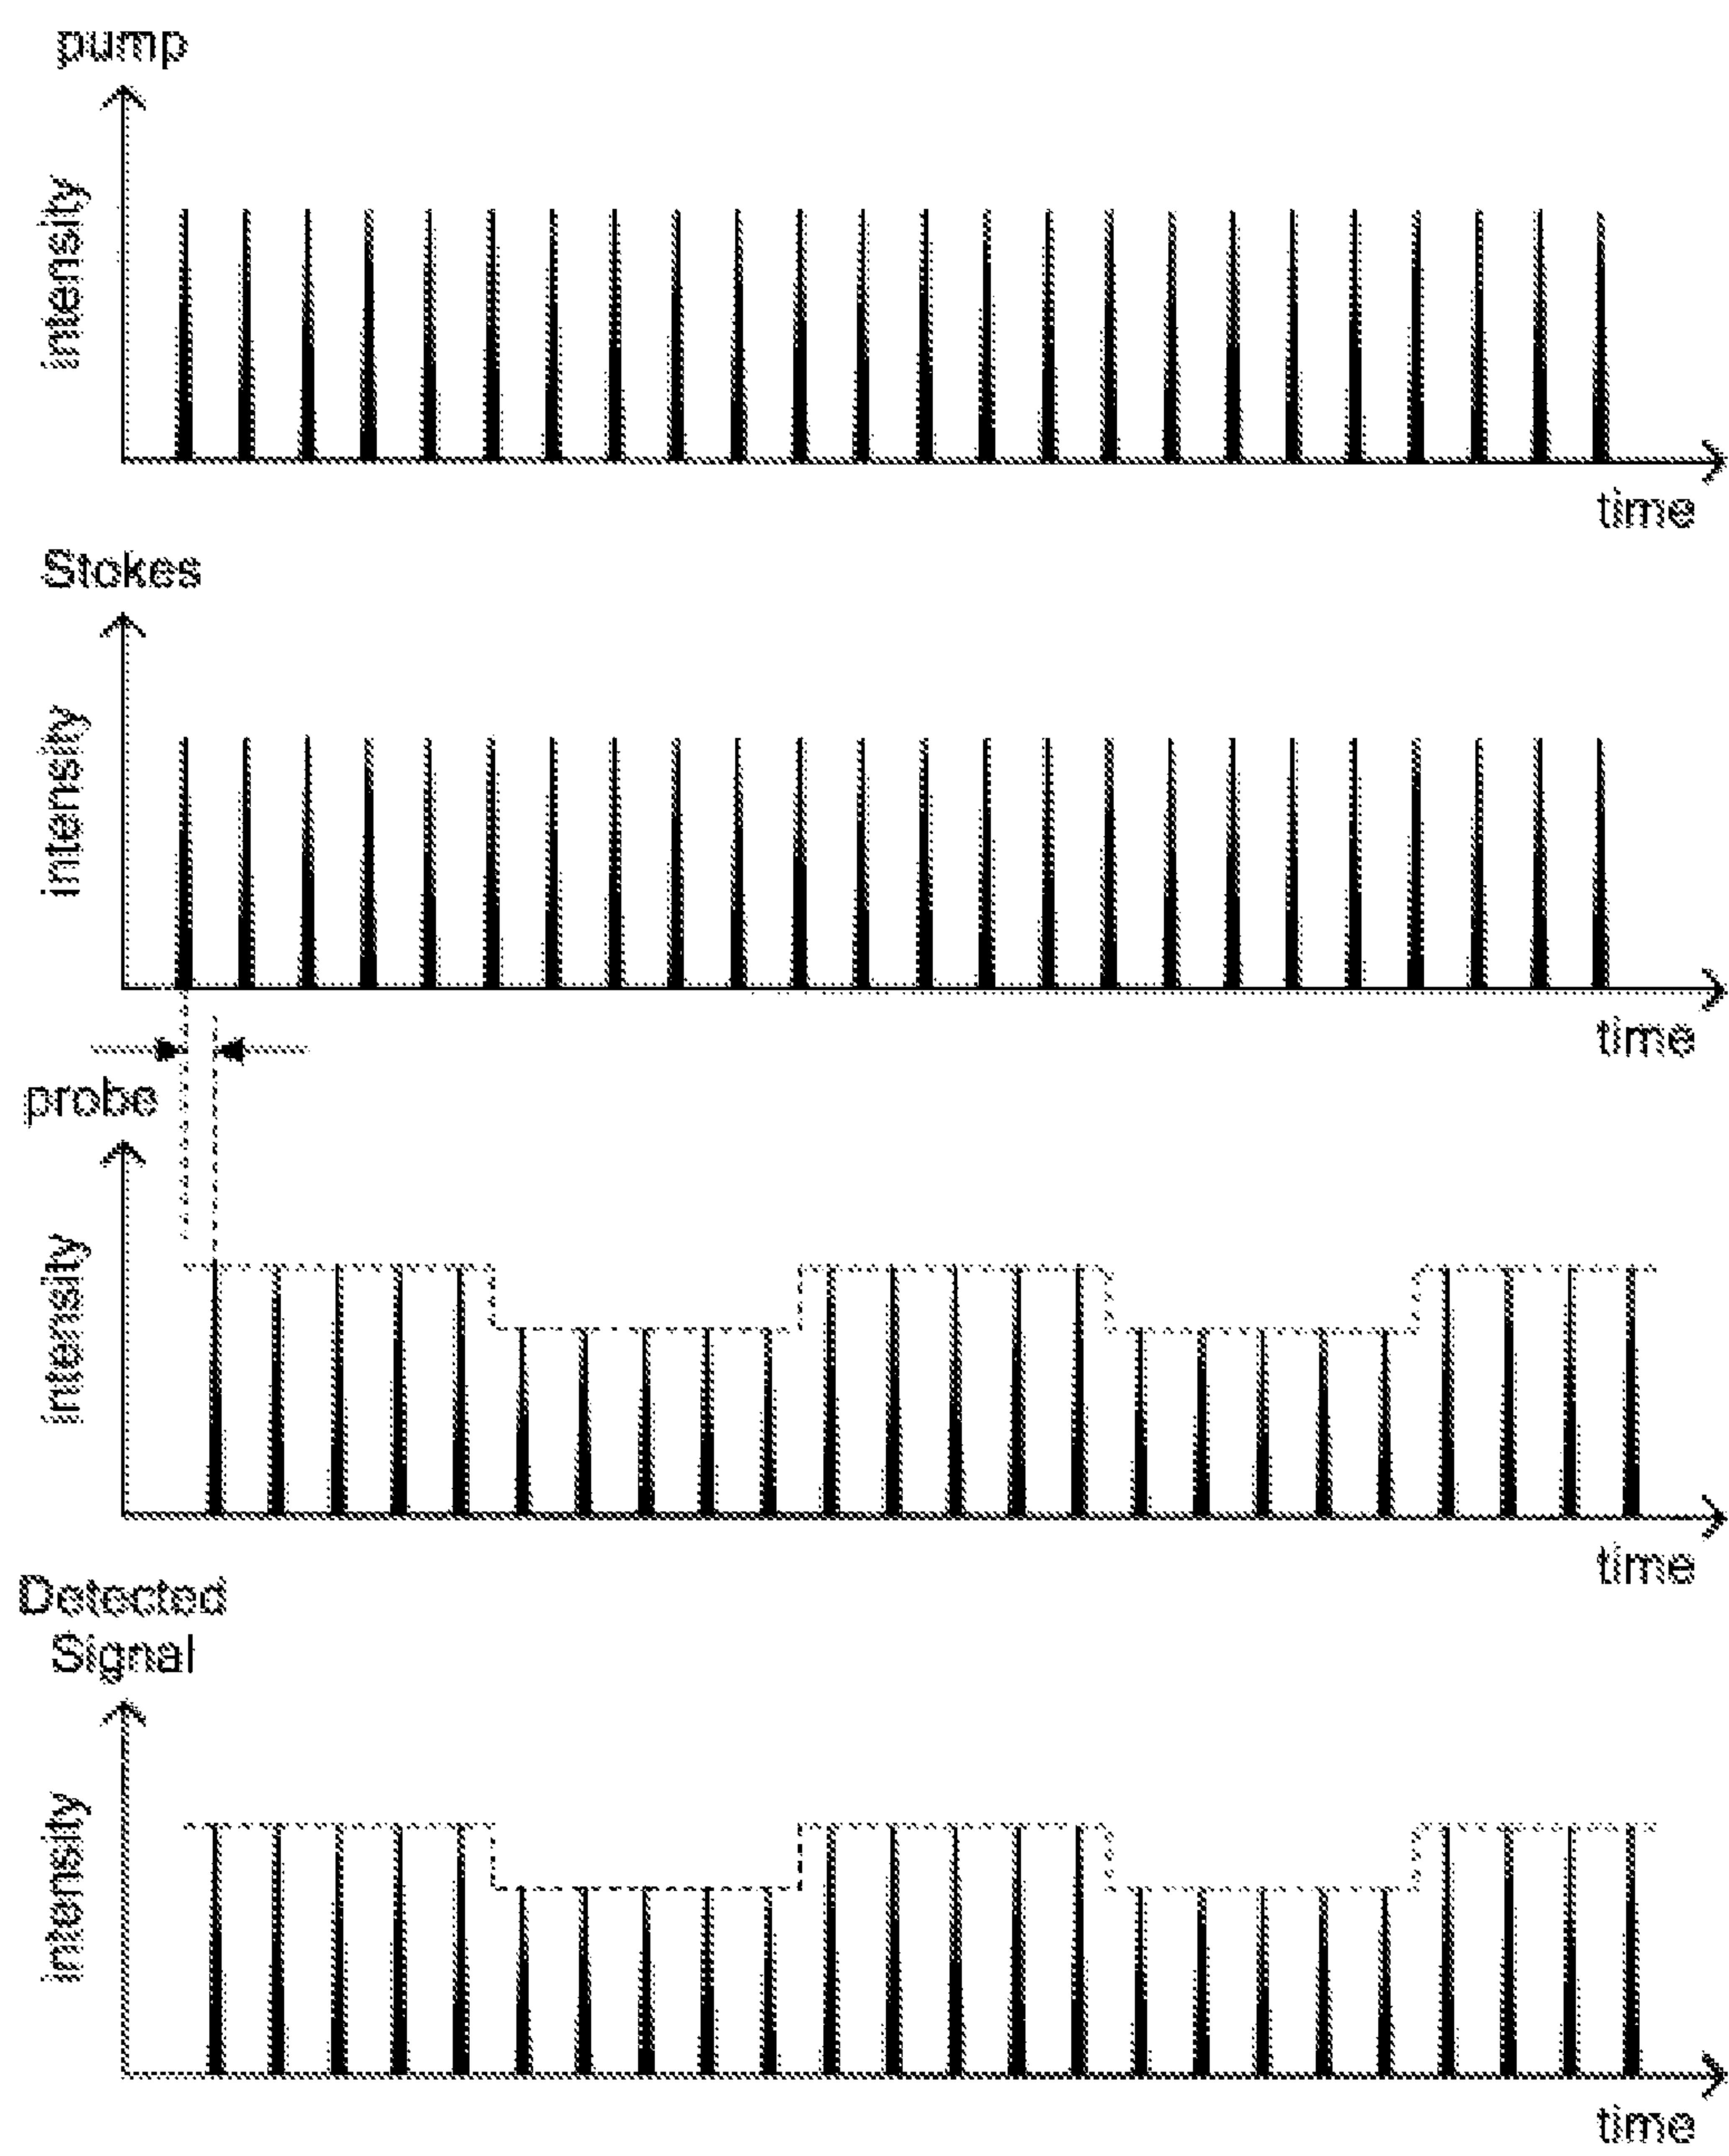 pump
intensity
time
Stokes
intensity
time
probe
intensity
time
Detected
Signal
intensity
time